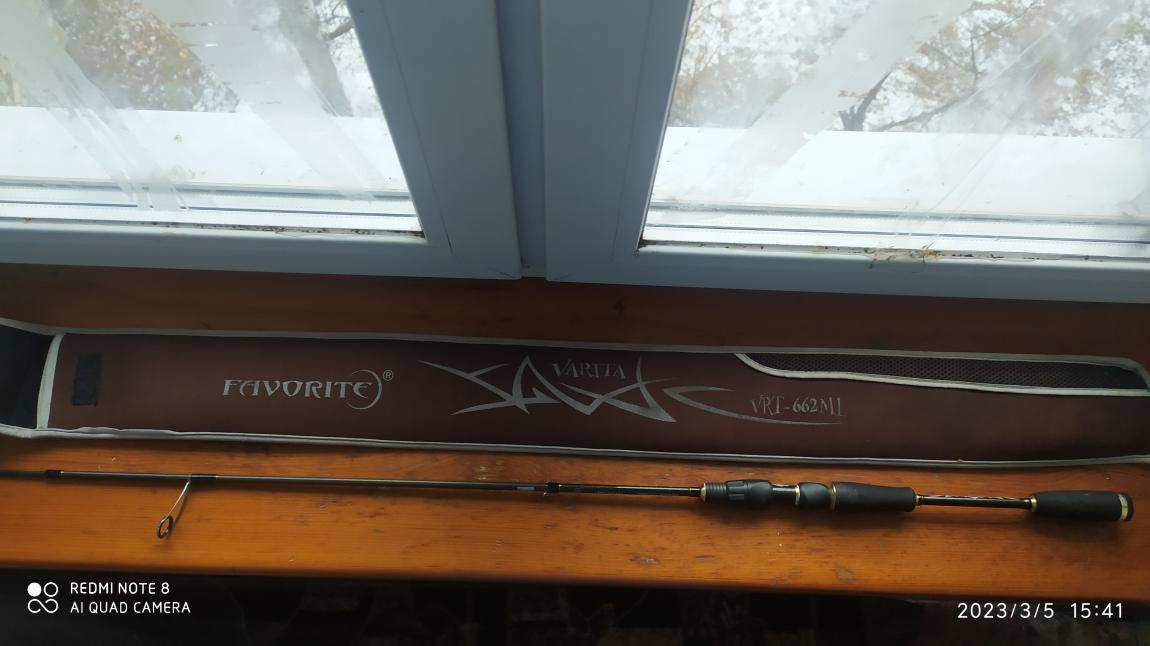 FAVORITE®
VARITA
VRT-662ML
REDMI NOTE 8
AI QUAD CAMERA
2023/3/5 15:41